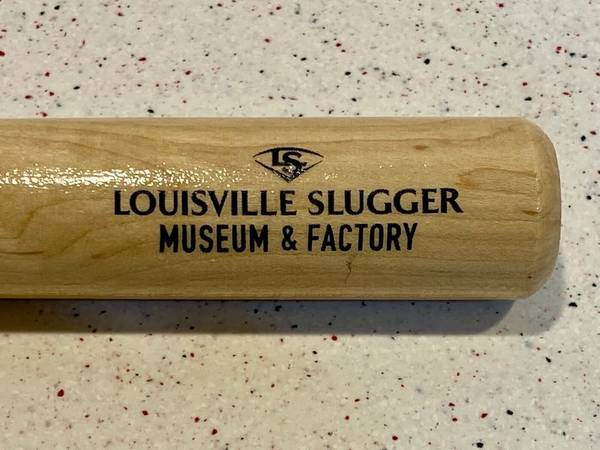 LS
LOUISVILLE SLUGGER
MUSEUM & FACTORY